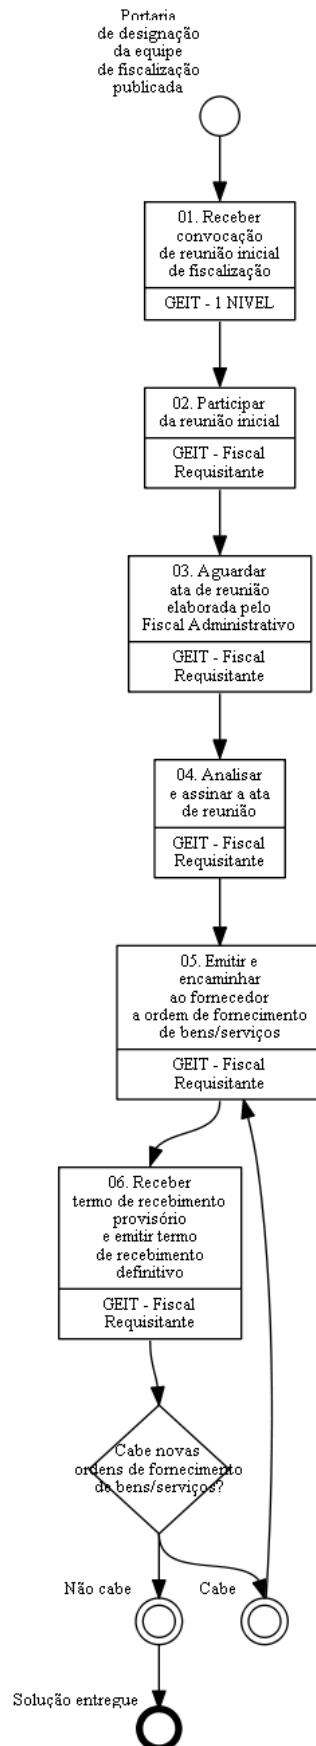 Portaria
de designação
da equipe
de fiscalização
publicada
01. Receber
convocação
de reunião inicial
de fiscalização
GEIT - 1 NIVEL
02. Participar
da reunião inicial
GEIT - Fiscal
Requisitante
03. Aguardar
ata de reunião
elaborada pelo
Fiscal Administrativo
GEIT - Fiscal
Requisitante
04. Analisar
e assinar a ata
de reunião
GEIT - Fiscal
Requisitante
05. Emitir e
encaminhar
ao fornecedor
a ordem de fornecimento
de bens/serviços
GEIT - Fiscal
Requisitante
06. Receber
termo de recebimento
provisório
e emitir termo
de recebimento
definitivo
GEIT - Fiscal
Requisitante
Cabe novas
ordens de fornecimento
de bens/serviços?
Não cabe
Cabe
Solução entregue